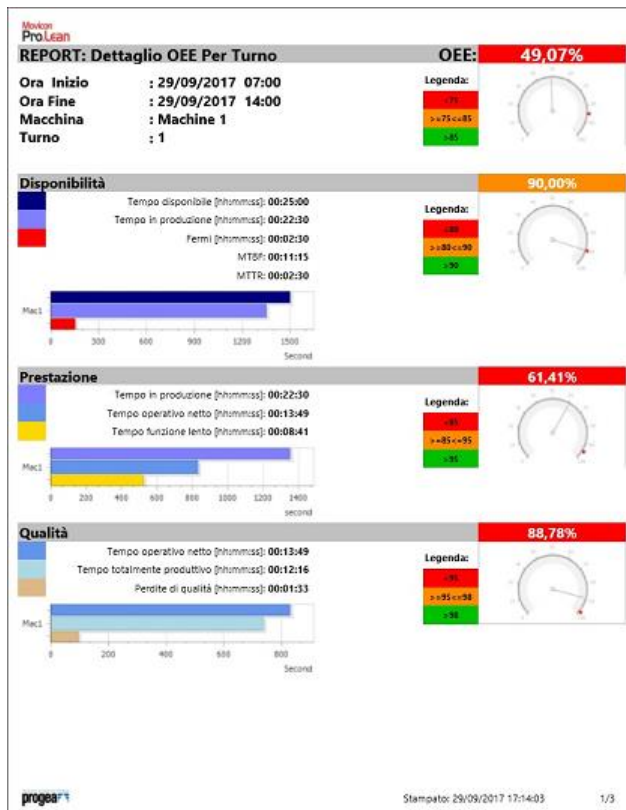 Movicon
Pro.Lean
REPORT: Dettaglio OEE Per Turno OEE: 49,07%
Ora Inizio : 29/09/2017 07:00
Ora Fine : 29/09/2017 14:00
Macchina : Machine 1
Turno : 1
Legenda:
<75
>=75<=85
>85
Disponibilità 90,00%
Tempo disponibile [hh:mm:ss]: 00:25:00
Tempo in produzione [hh:mm:ss]: 00:22:30
Fermi [hh:mm:ss]: 00:02:30
MTBF: 00:11:15
MTTR: 00:02:30
Legenda:
<80
>=80<=90
>90
Mac1
0 300 600 900 1200 1500
Second
Prestazione 61,41%
Tempo in produzione [hh:mm:ss]: 00:22:30
Tempo operativo netto [hh:mm:ss]: 00:13:49
Tempo funzione lento [hh:mm:ss]: 00:08:41
Legenda:
<85
>=85<=95
>95
Mac1
0 200 400 600 800 1000 1200 1400
second
Qualità 88,78%
Tempo operativo netto [hh:mm:ss]: 00:13:49
Tempo totalmente produttivo [hh:mm:ss]: 00:12:16
Perdite di qualità [hh:mm:ss]: 00:01:33
Legenda:
<95
>=95<=98
>98
Mac1
0 200 400 600 800
Second
progea
Stampato: 29/09/2017 17:14:03 1/3